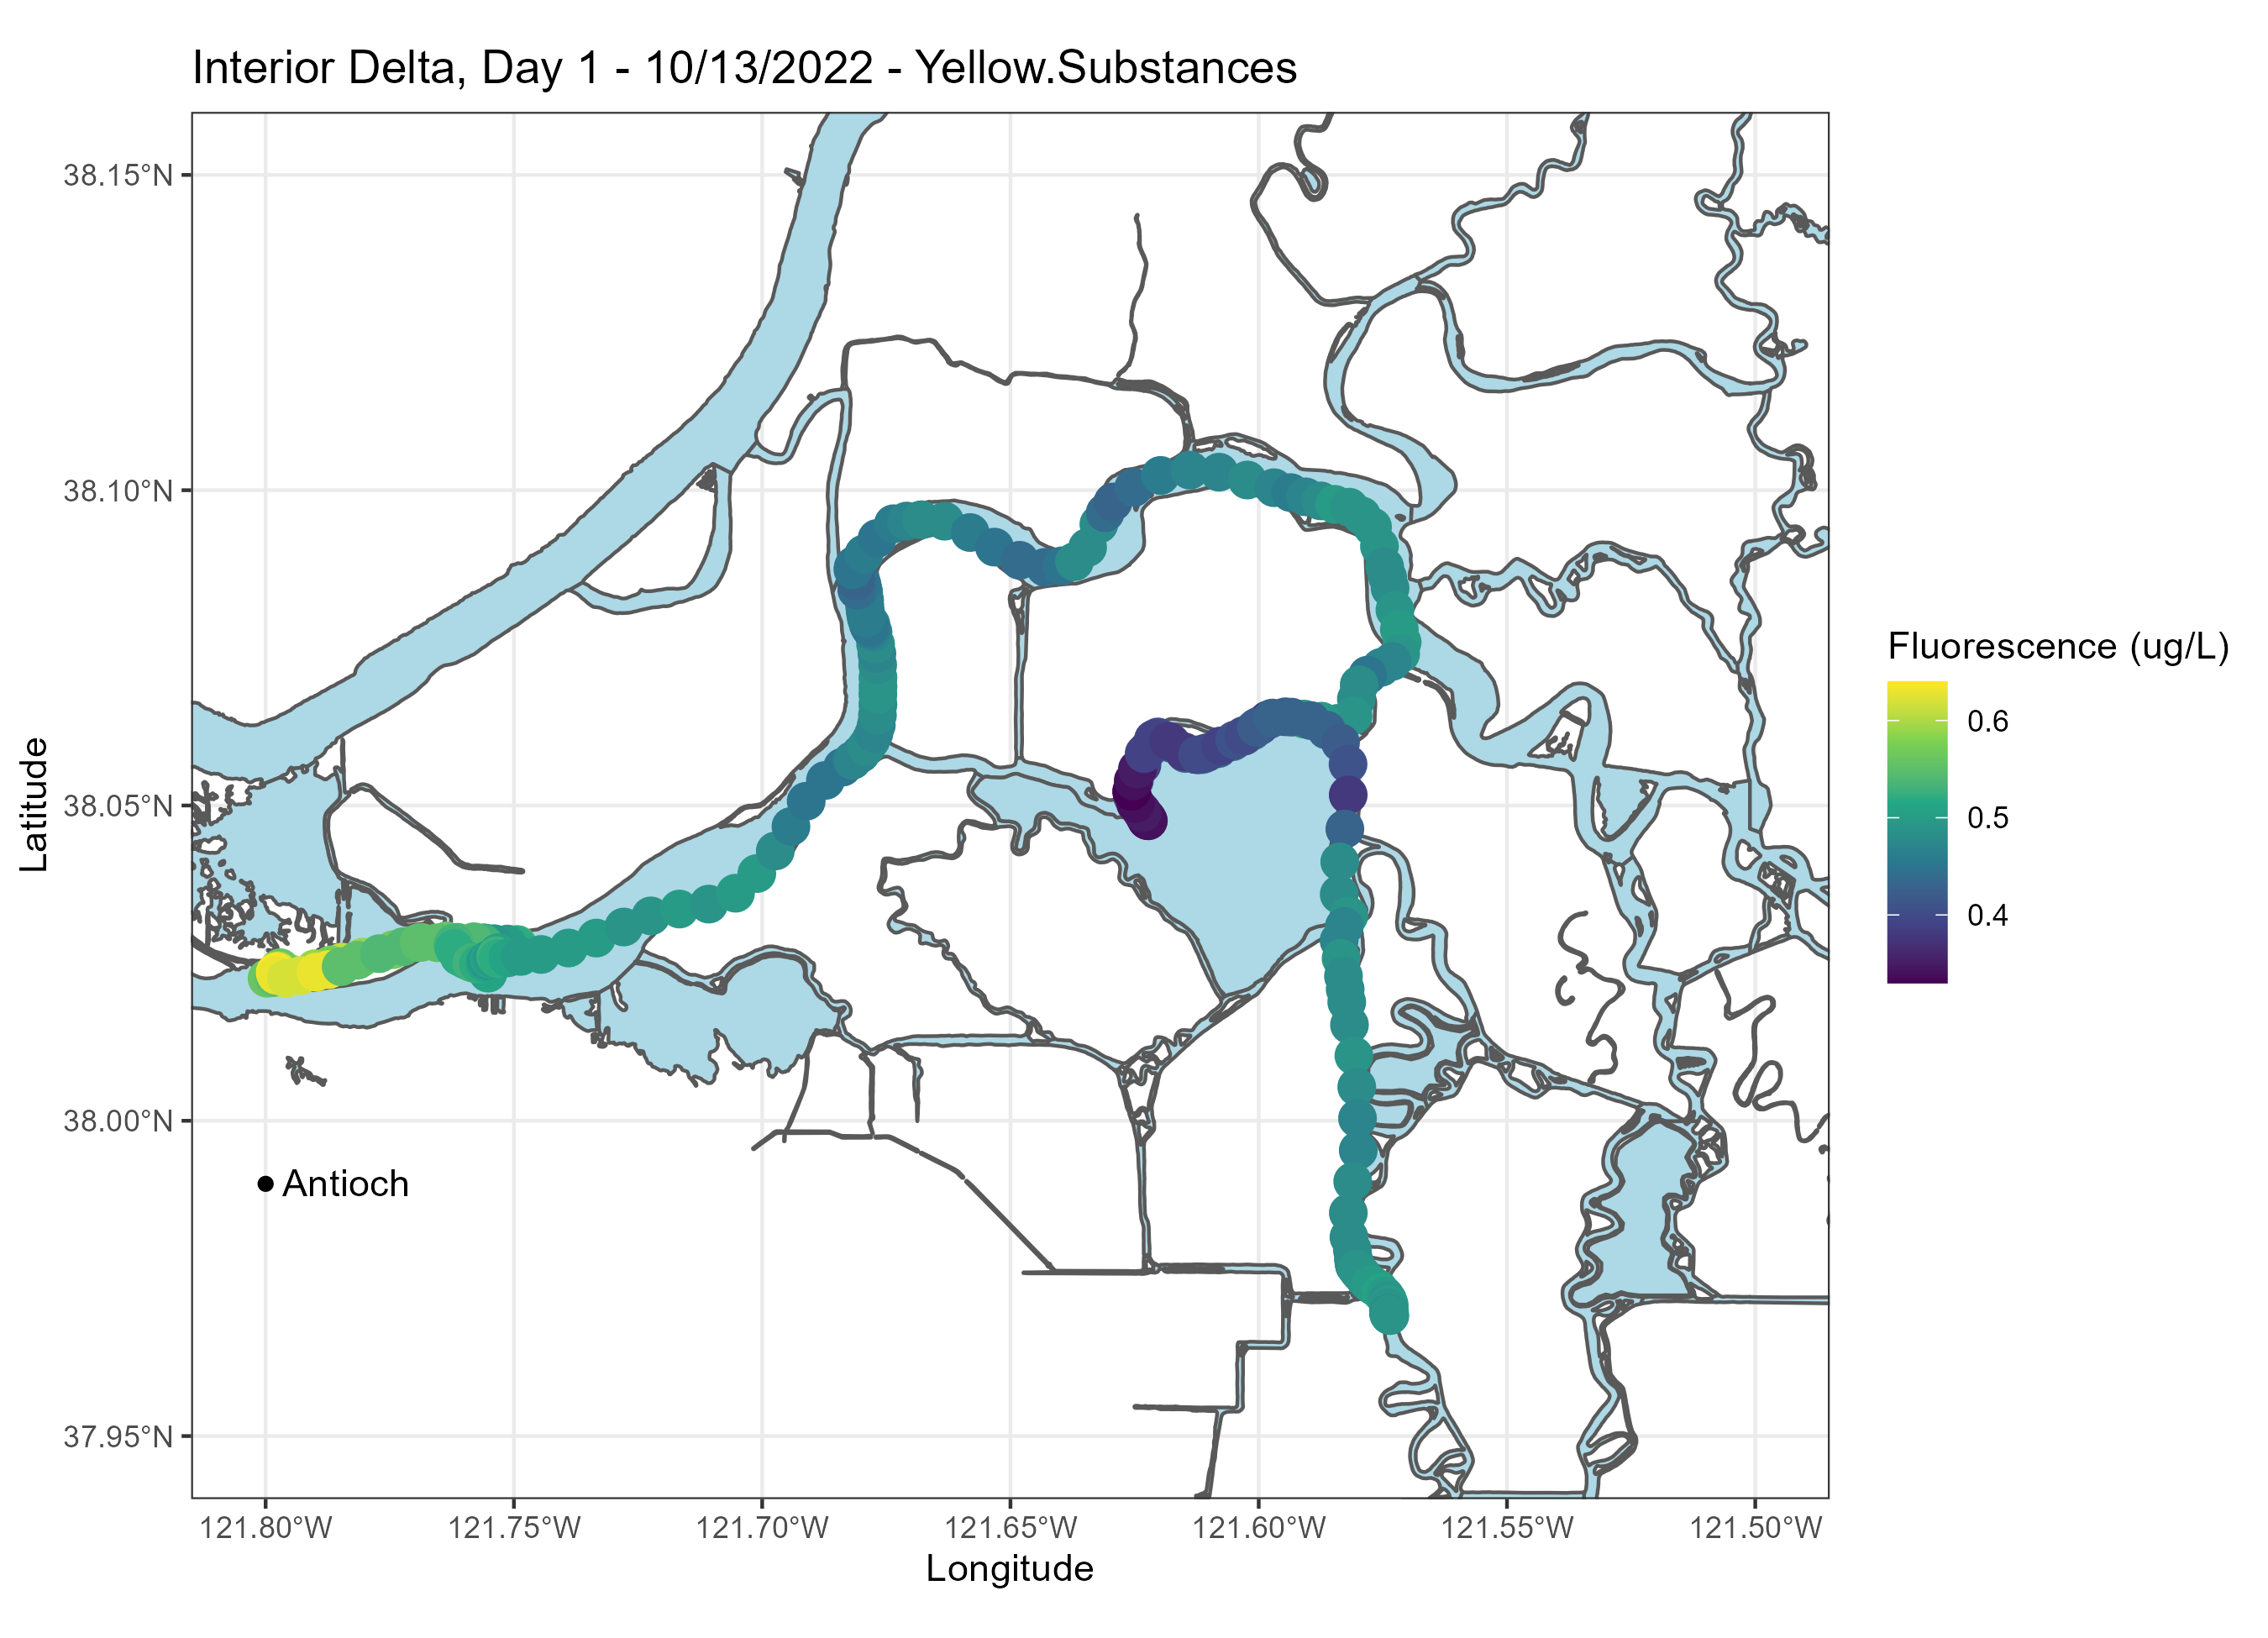 Interior Delta, Day 1 - 10/13/2022 - Yellow.Substances
38.15°N
38.10°N
38.05°N
38.00°N
37.95°N
Latitude
Antioch
121.80°W
121.75°W
121.70°W
121.65°W
121.60°W
121.55°W
121.50°W
Longitude
Fluorescence (ug/L)
0.6
0.5
0.4